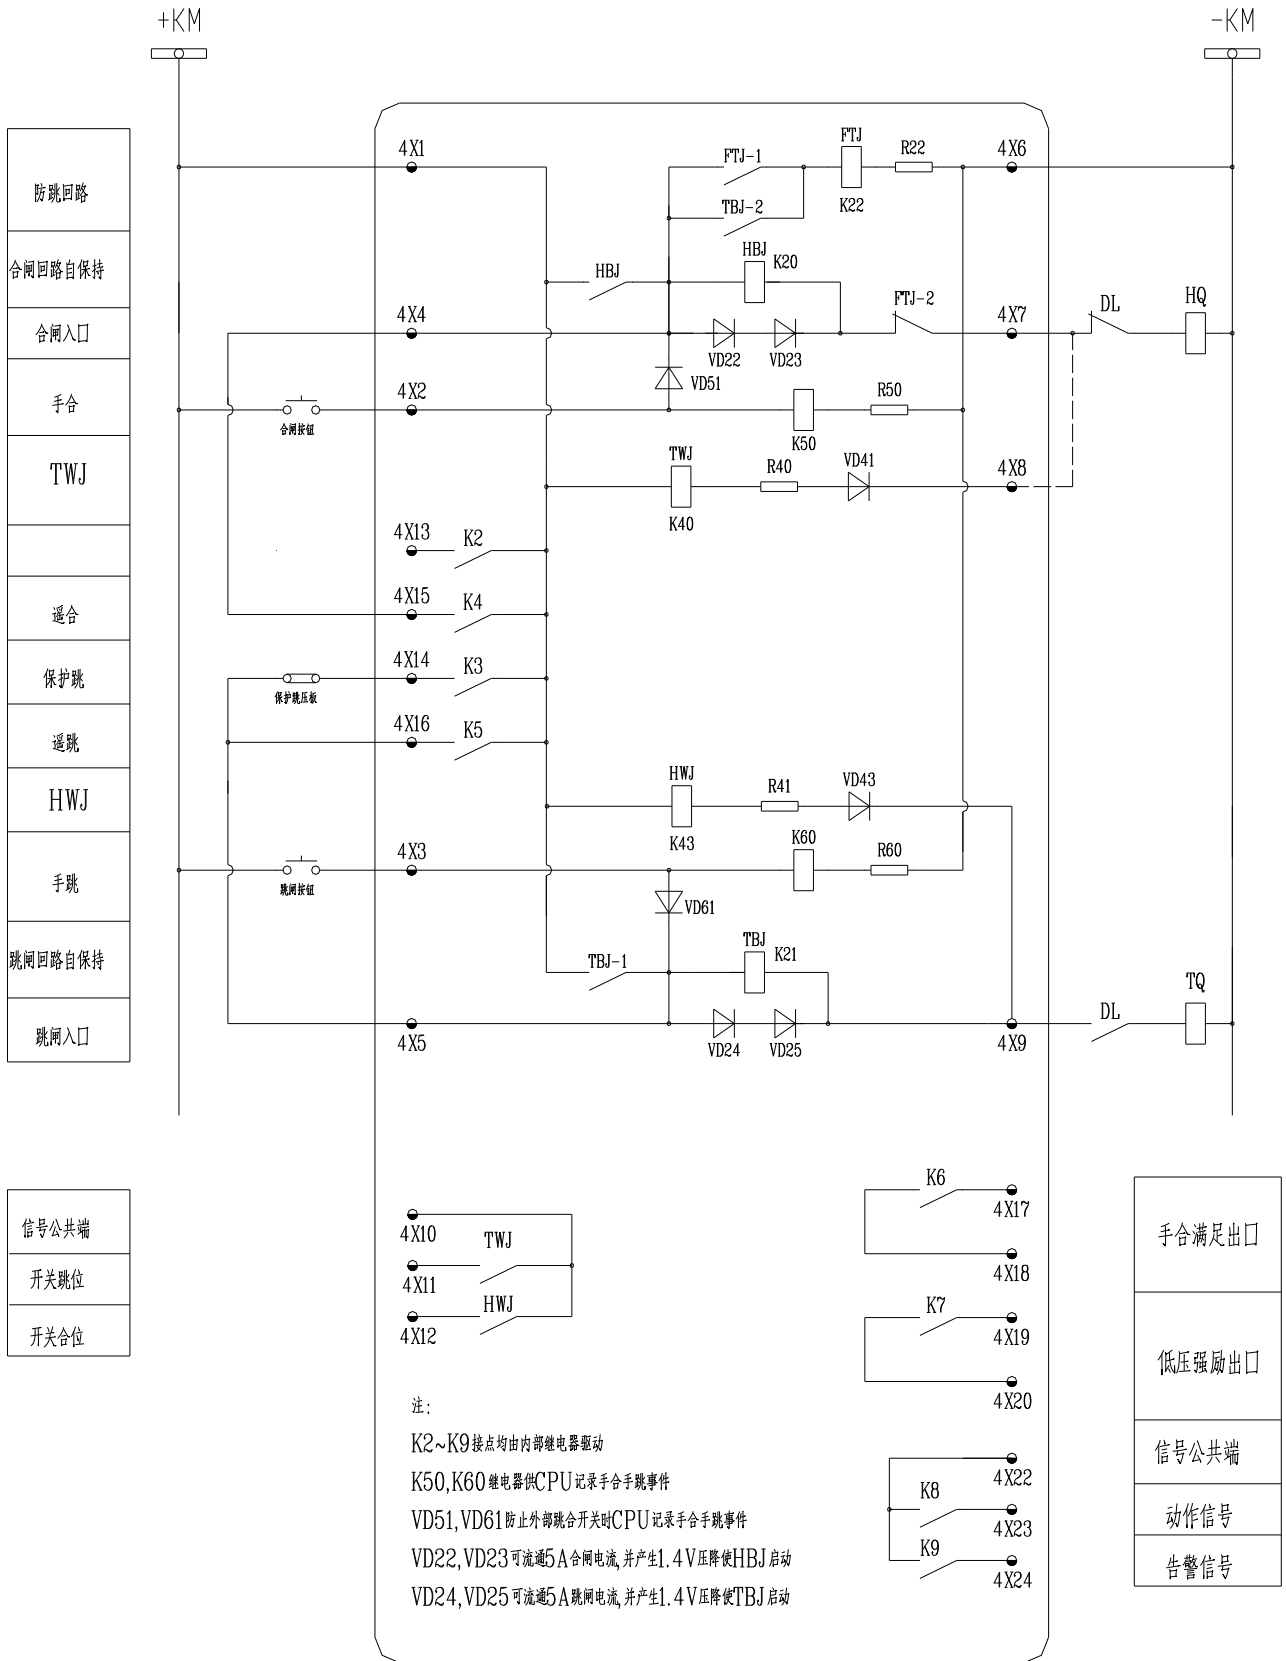 +KM
-KM
防跳回路
合闸回路自保持
合闸入口
手合
TWJ
遥合
保护跳
遥跳
HWJ
手跳
跳闸回路自保持
跳闸入口
4X1
FTJ-1
FTJ
R22
4X6
K22
TBJ-2
HBJ
HBJ
K20
4X4
FTJ-2
4X7
DL
HQ
VD22
VD23
4X2
VD51
R50
合闸按钮
K50
TWJ
R40
VD41
4X8
K40
4X13
K2
4X15
K4
4X14
K3
保护跳压板
4X16
K5
HWJ
R41
VD43
K43
4X3
K60
R60
跳闸按钮
VD61
TBJ-1
TBJ
K21
DL
TQ
4X5
VD24
VD25
4X9
信号公共端
开关跳位
开关合位
4X10
TWJ
4X11
HWJ
4X12
K6
4X17
4X18
K7
4X19
4X20
4X22
K8
4X23
K9
4X24
手合满足出口
低压强励出口
信号公共端
动作信号
告警信号
注:
K2~K9接点均由内部继电器驱动
K50,K60继电器供CPU记录手合手跳事件
VD51,VD61防止外部跳合开关时CPU记录手合手跳事件
VD22,VD23可流通5A合闸电流,并产生1.4V压降使HBJ启动
VD24,VD25可流通5A跳闸电流,并产生1.4V压降使TBJ启动